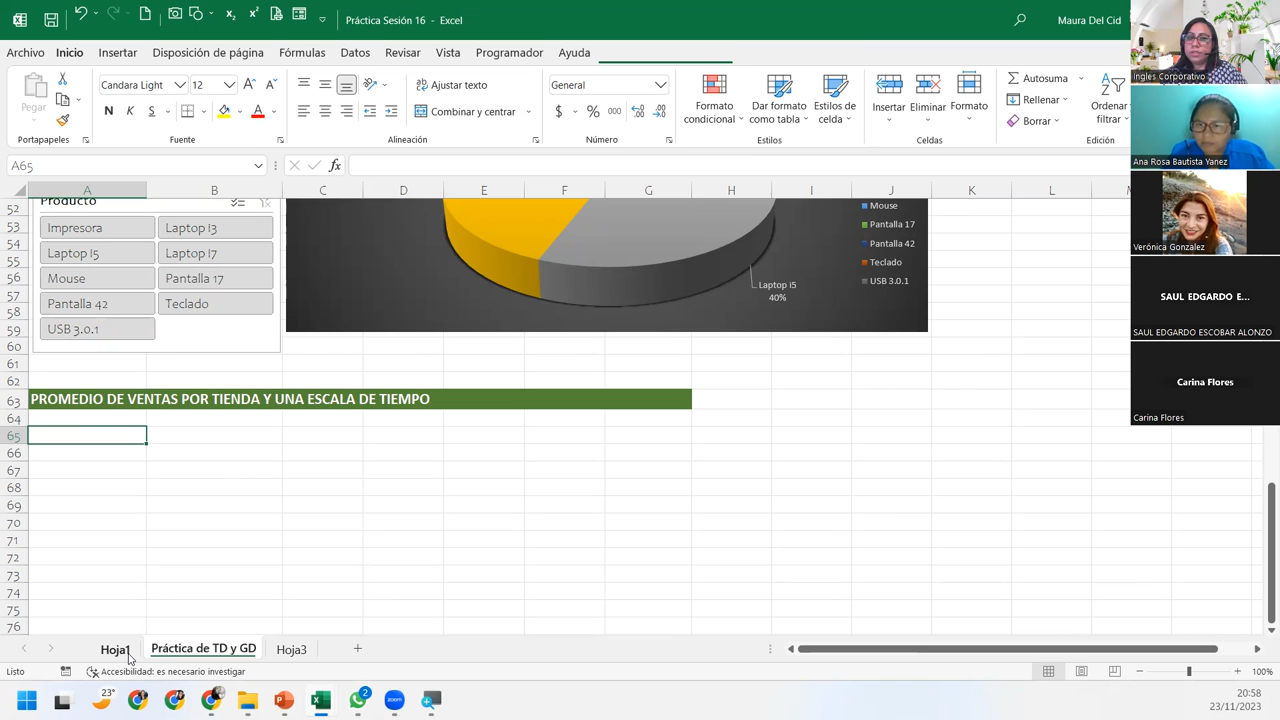 Práctica Sesión 16 - Excel
Maura Del Cid
Archivo Inicio Insertar Disposición de página Fórmulas Datos Revisar Vista Programador Ayuda
Pegar
Candara Light 12
N K S
Ajustar texto
Combinar y centrar
General
$ % 000
Formato condicional
Dar formato como tabla
Estilos de celda
Insertar Eliminar Formato
Autosuma
Rellenar
Borrar
Ordenar filtrar
Portapapeles Fuente Alineación Número Estilos Celdas Edición
A65
fx
A B C D E F G H I J K L
52
53
54
55
56
57
58
59
60
61
62
63
64
65
66
67
68
69
70
71
72
73
74
75
76
Producto
Impresora Laptop i3
Laptop i5 Laptop i7
Mouse Pantalla 17
Pantalla 42 Teclado
USB 3.0.1
Mouse
Pantalla 17
Pantalla 42
Teclado
USB 3.0.1
Laptop i5
40%
PROMEDIO DE VENTAS POR TIENDA Y UNA ESCALA DE TIEMPO
Ingles Corporativo
Ana Rosa Bautista Yanez
Verónica Gonzalez
SAUL EDGARDO E...
SAUL EDGARDO ESCOBAR ALONZO
Carina Flores
Carina Flores
Hoja1 Práctica de TD y GD Hoja3
Listo
Accesibilidad: es necesario investigar
100%
23°
2
zoom
20:58
23/11/2023